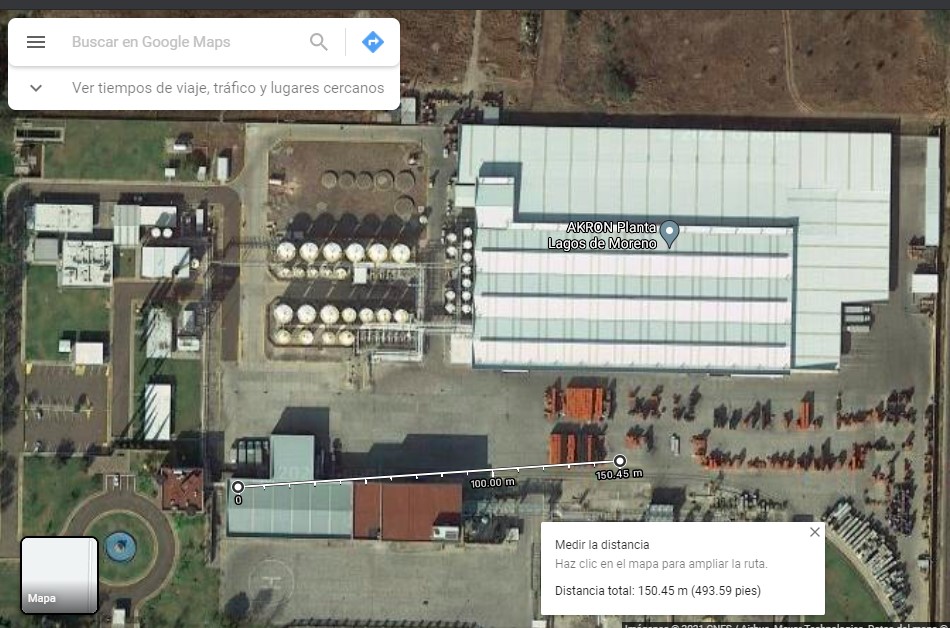 Buscar en Google Maps
Ver tiempos de viaje, tráfico y lugares cercanos
AKRON Planta
Lagos de Moreno
0
100.00 m
150.45 m
Medir la distancia
Haz clic en el mapa para ampliar la ruta.
Distancia total: 150.45 m (493.59 pies)
Mapa